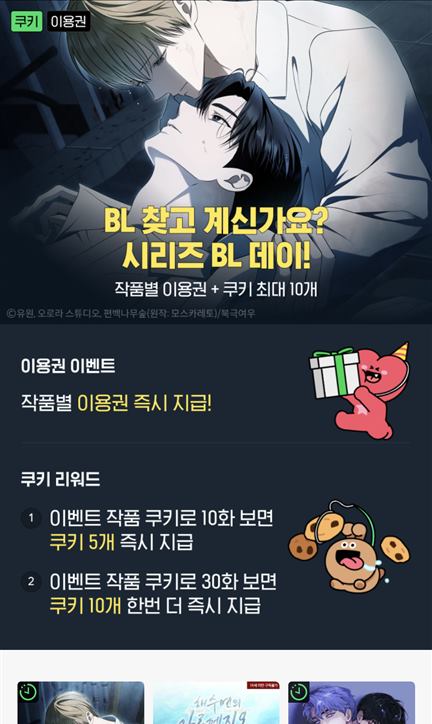 쿠키 이용권
BL 찾고 계신가요?
시리즈 BL 데이!
작품별 이용권 + 쿠키 최대 10개
©유원, 오로라 스튜디오, 편백나무숲(원작: 모스카레토)/북극여우
이용권 이벤트
작품별 이용권 즉시 지급!
쿠키 리워드
1 이벤트 작품 쿠키로 10화 보면
쿠키 5개 즉시 지급
2 이벤트 작품 쿠키로 30화 보면
쿠키 10개 한번 더 즉시 지급